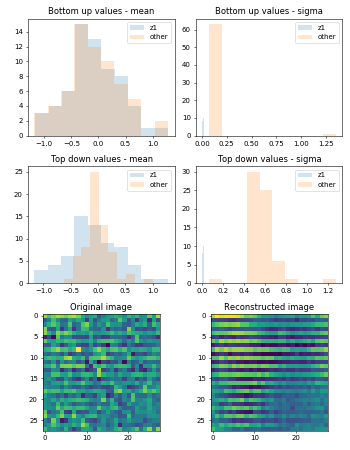 Bottom up values - mean
Bottom up values - sigma
14
12
10
8
6
4
2
0
z1
other
−1.0 −0.5 0.0 0.5 1.0
60
50
40
30
20
10
0
z1
other
0.00 0.25 0.50 0.75 1.00 1.25
Top down values - mean
Top down values - sigma
25
20
15
10
5
0
z1
other
−1.0 −0.5 0.0 0.5 1.0
30
25
20
15
10
5
0
z1
other
0.0 0.2 0.4 0.6 0.8 1.0 1.2
Original image
Reconstructed image
0
5
10
15
20
25
0 10 20
0
5
10
15
20
25
0 10 20